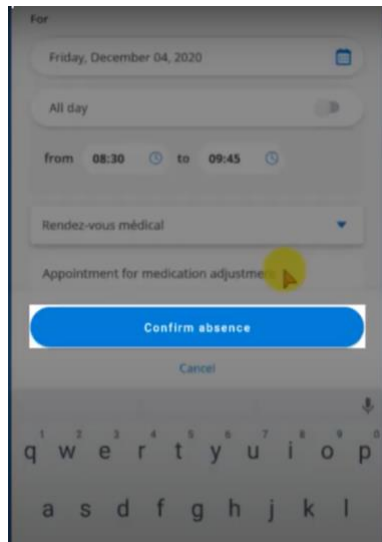 For
Friday, December 04, 2020
All day
from 08:30 to 09:45
Rendez-vous médical
Appointment for medication adjustment
Confirm absence
Cancel
1 2 3 4 5 6 7 8 9 0
q w e r t y u i o p
a s d f g h j k l